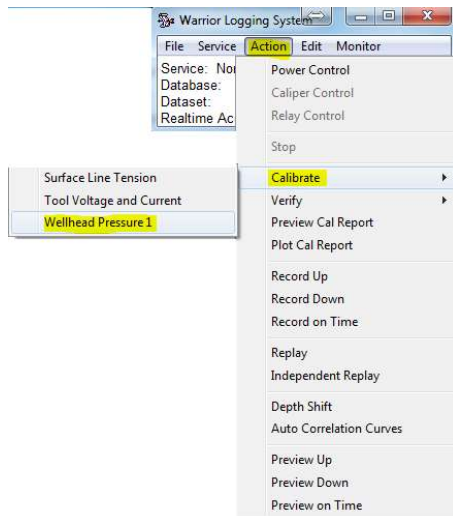 Warrior Logging System
File Service Action Edit Monitor
Service: Nor
Database:
Dataset:
Realtime Ac
Power Control
Caliper Control
Relay Control
Stop
Calibrate
Verify
Preview Cal Report
Plot Cal Report
Record Up
Record Down
Record on Time
Replay
Independent Replay
Depth Shift
Auto Correlation Curves
Preview Up
Preview Down
Preview on Time
Surface Line Tension
Tool Voltage and Current
Wellhead Pressure 1